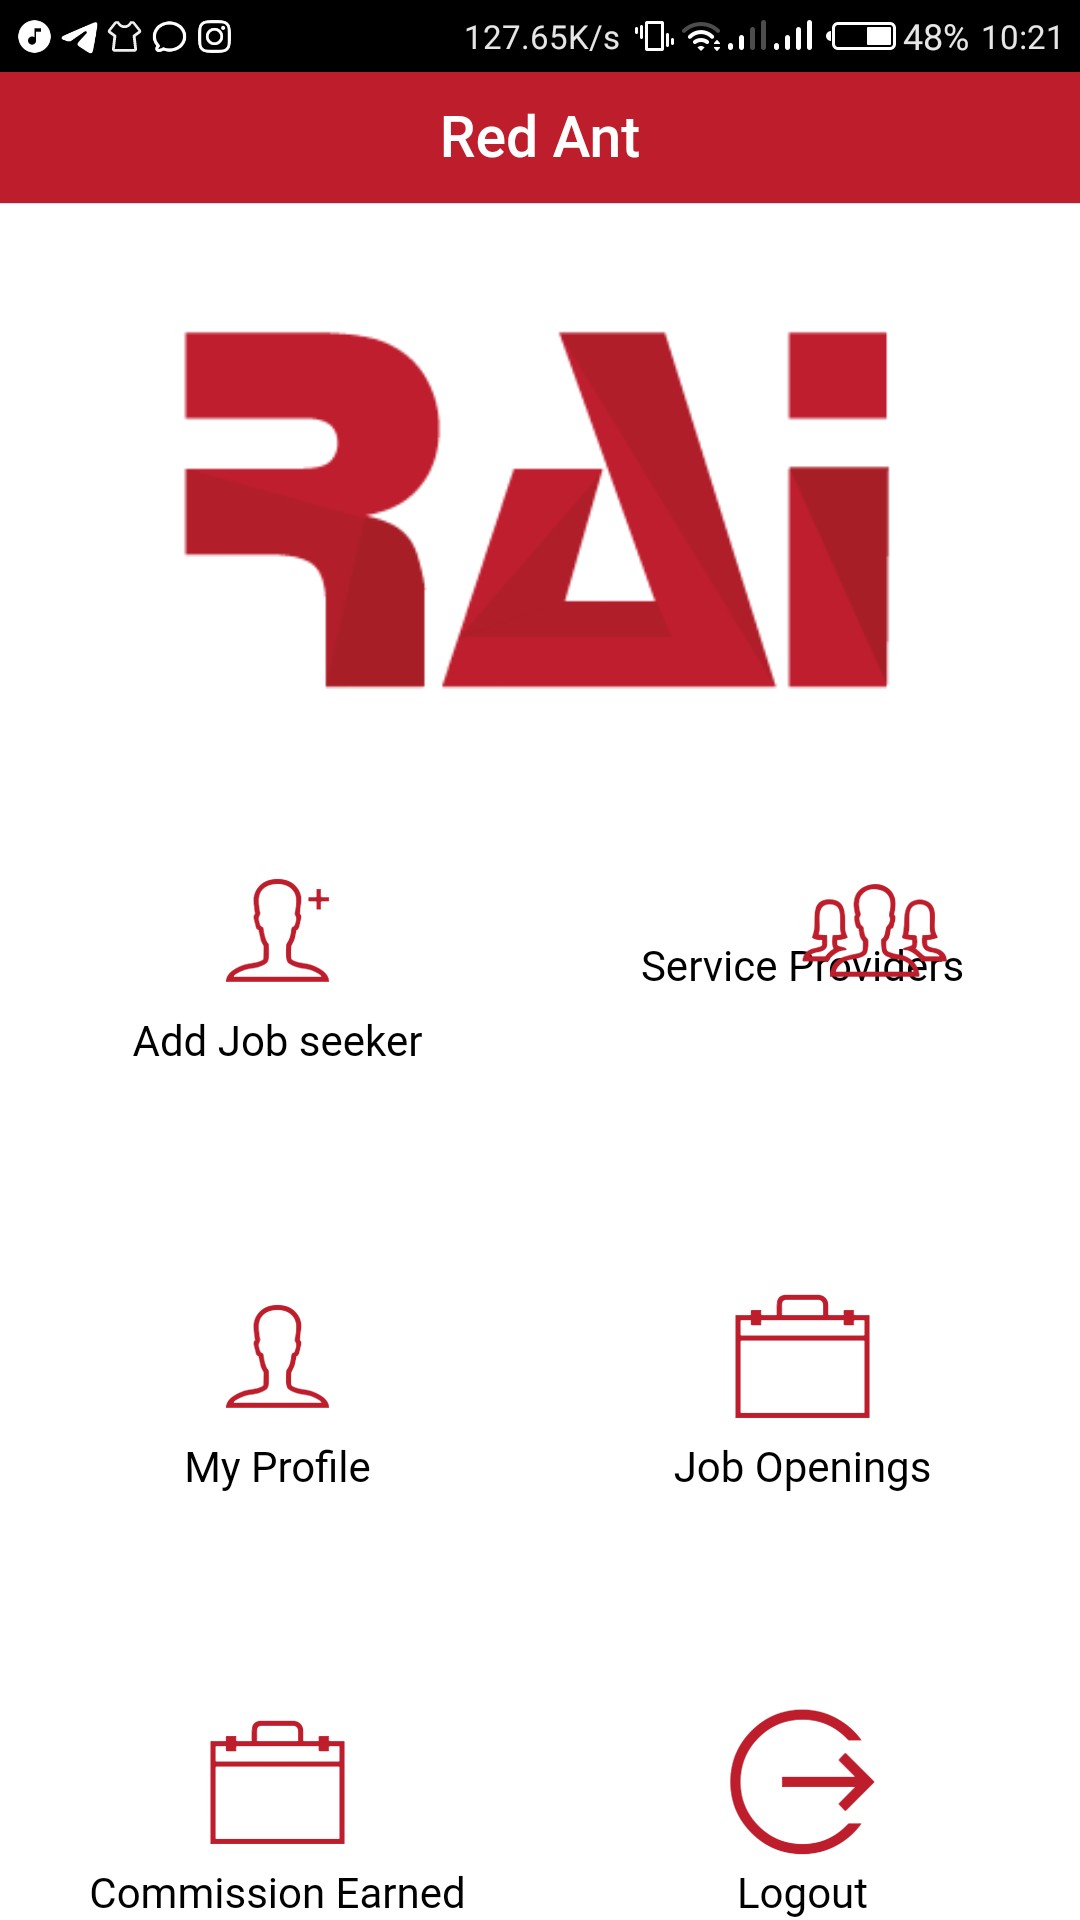 127.65K/s 48% 10:21
Red Ant
RAi
Add Job seeker
Service Providers
My Profile
Job Openings
Commission Earned
Logout